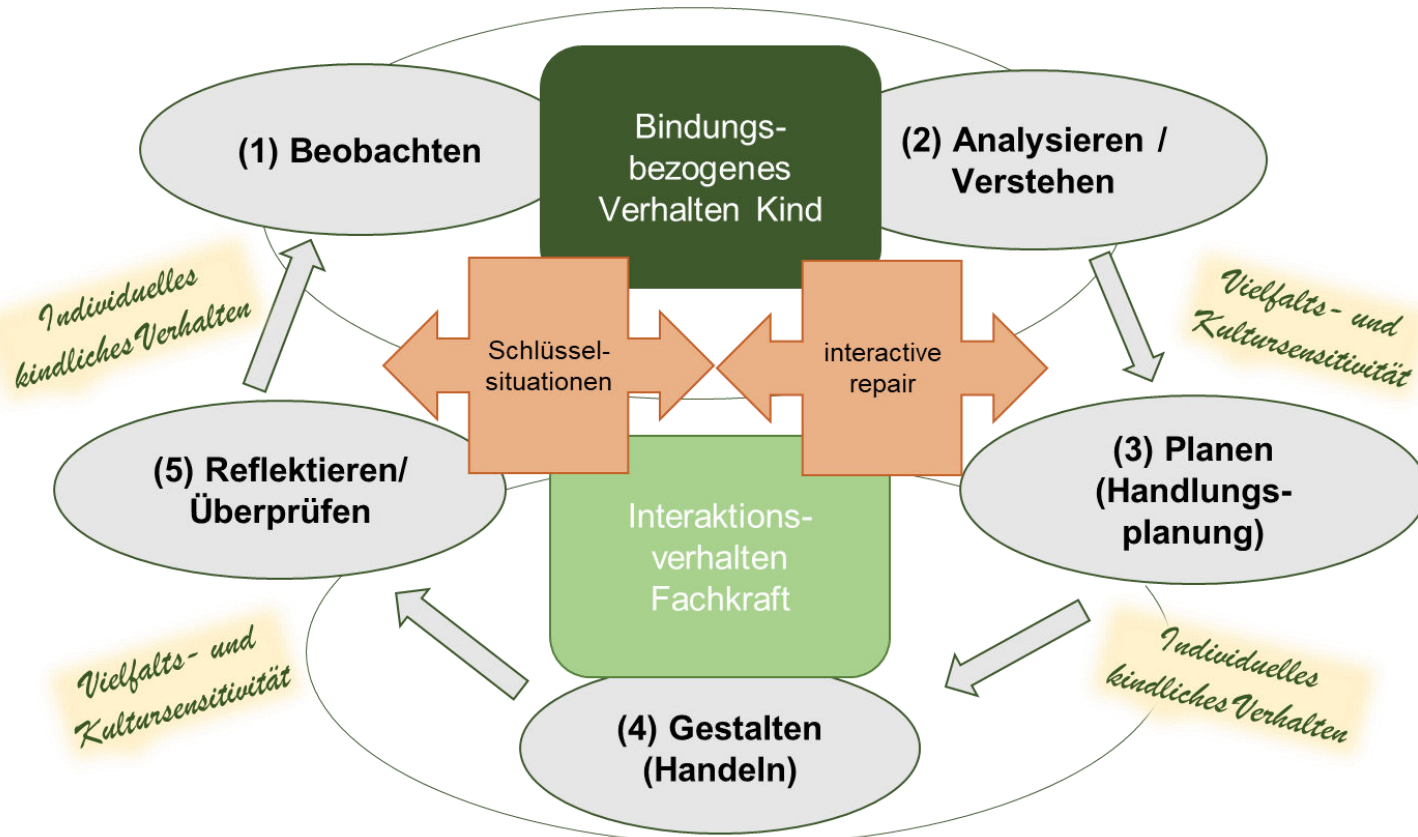 (1) Beobachten
Bindungs-
bezogenes
Verhalten Kind
(2) Analysieren /
Verstehen
Individuelles
kindliches Verhalten
Schlüssel-
situationen
interactive
repair
Vielfalts- und
Kultursensitivität
(5) Reflektieren/
Überprüfen
Interaktions-
verhalten
Fachkraft
(3) Planen
(Handlungs-
planung)
Vielfalts- und
Kultursensitivität
(4) Gestalten
(Handeln)
Individuelles
kindliches Verhalten